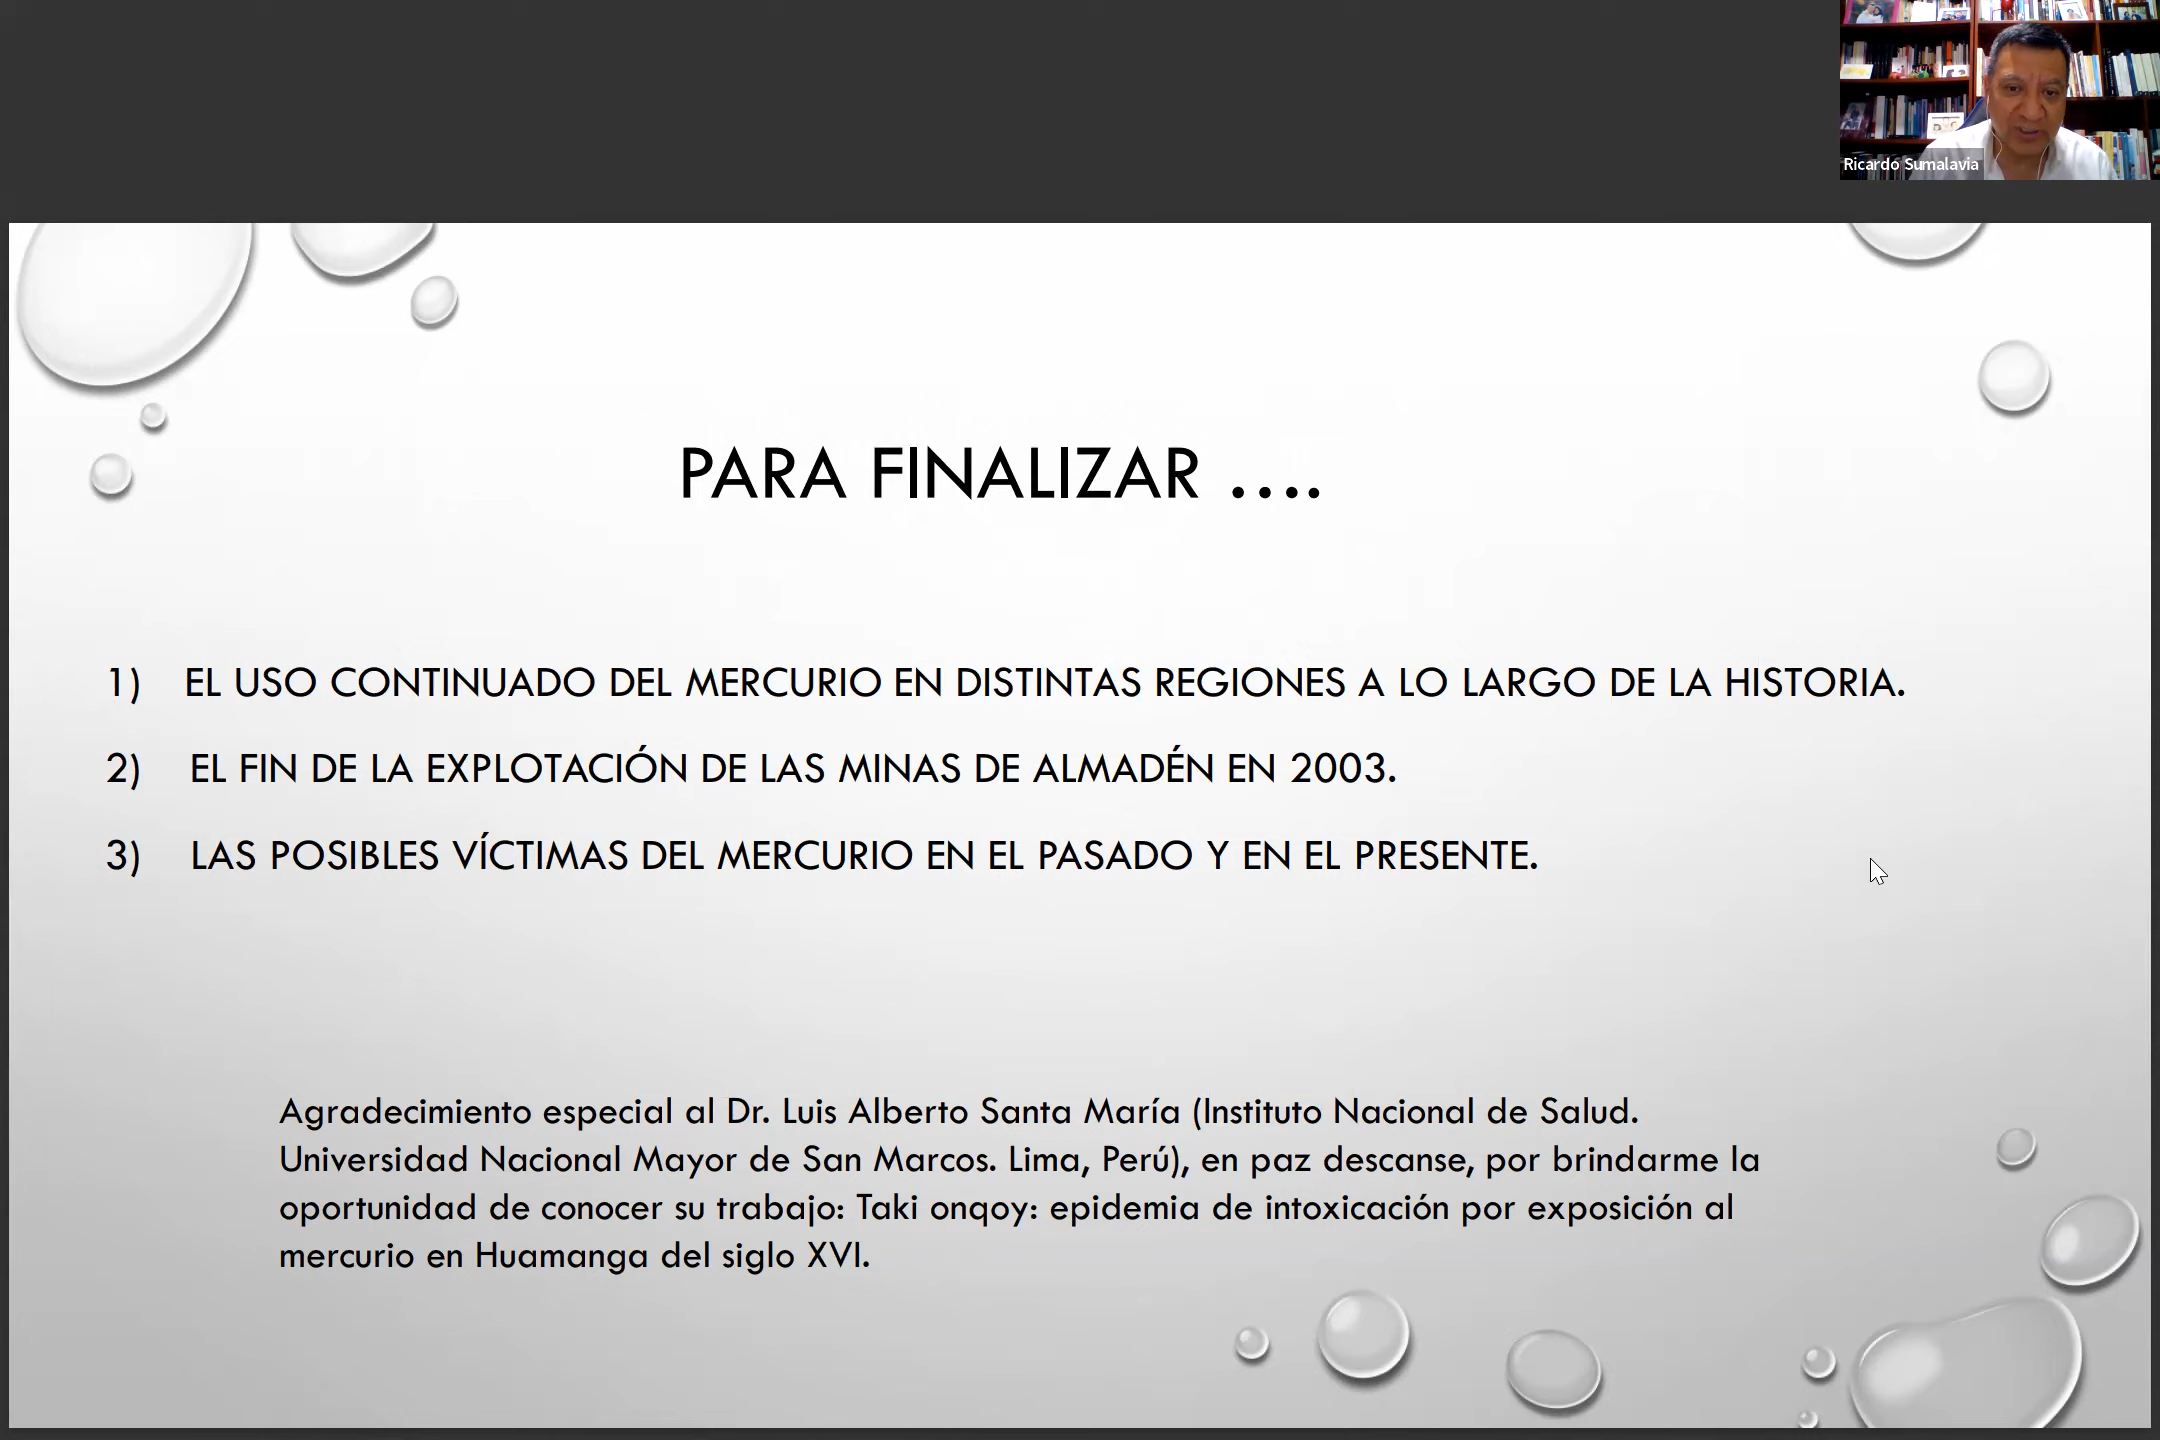 Ricardo Sumalavia
PARA FINALIZAR ....
1) EL USO CONTINUADO DEL MERCURIO EN DISTINTAS REGIONES A LO LARGO DE LA HISTORIA.
2) EL FIN DE LA EXPLOTACIÓN DE LAS MINAS DE ALMADÉN EN 2003.
3) LAS POSIBLES VÍCTIMAS DEL MERCURIO EN EL PASADO Y EN EL PRESENTE.
Agradecimiento especial al Dr. Luis Alberto Santa María (Instituto Nacional de Salud.
Universidad Nacional Mayor de San Marcos. Lima, Perú), en paz descanse, por brindarme la
oportunidad de conocer su trabajo: Taki onqoy: epidemia de intoxicación por exposición al
mercurio en Huamanga del siglo XVI.